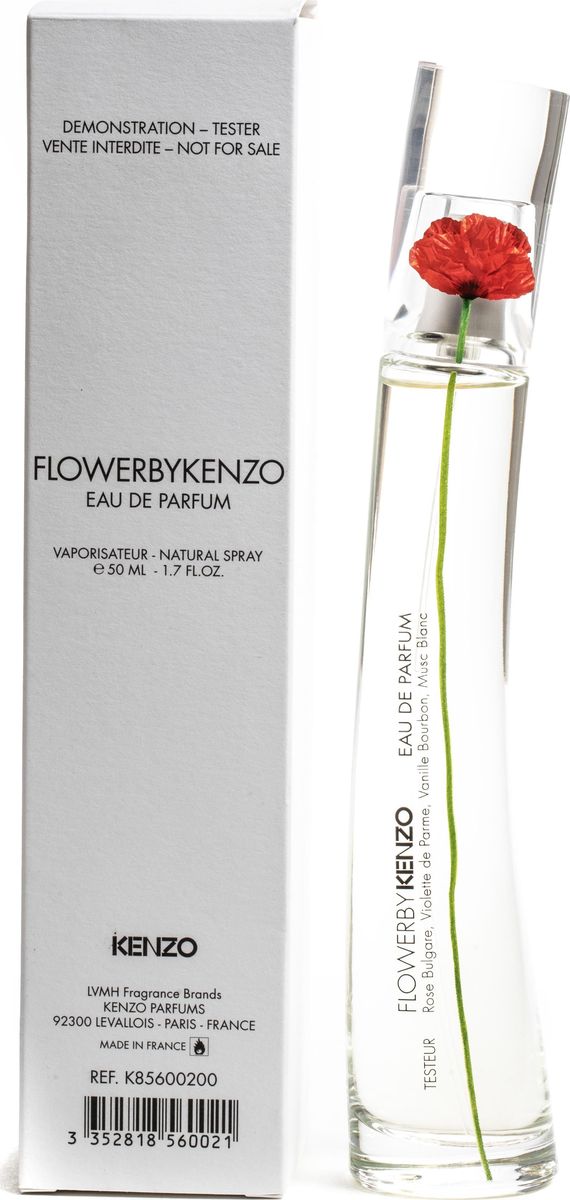 DEMONSTRATION – TESTER
VENTE INTERDITE – NOT FOR SALE
FLOWERBYKENZO
EAU DE PARFUM
VAPORISATEUR - NATURAL SPRAY
℮ 50 ML - 1.7 FL.OZ.
KENZO
LVMH Fragrance Brands
KENZO PARFUMS
92300 LEVALLOIS - PARIS - FRANCE
MADE IN FRANCE
REF. K85600200
3 352818 560021
TESTEUR FLOWERBYKENZO EAU DE PARFUM
Rose Bulgare, Violette de Parme, Vanille Bourbon, Musc Blanc